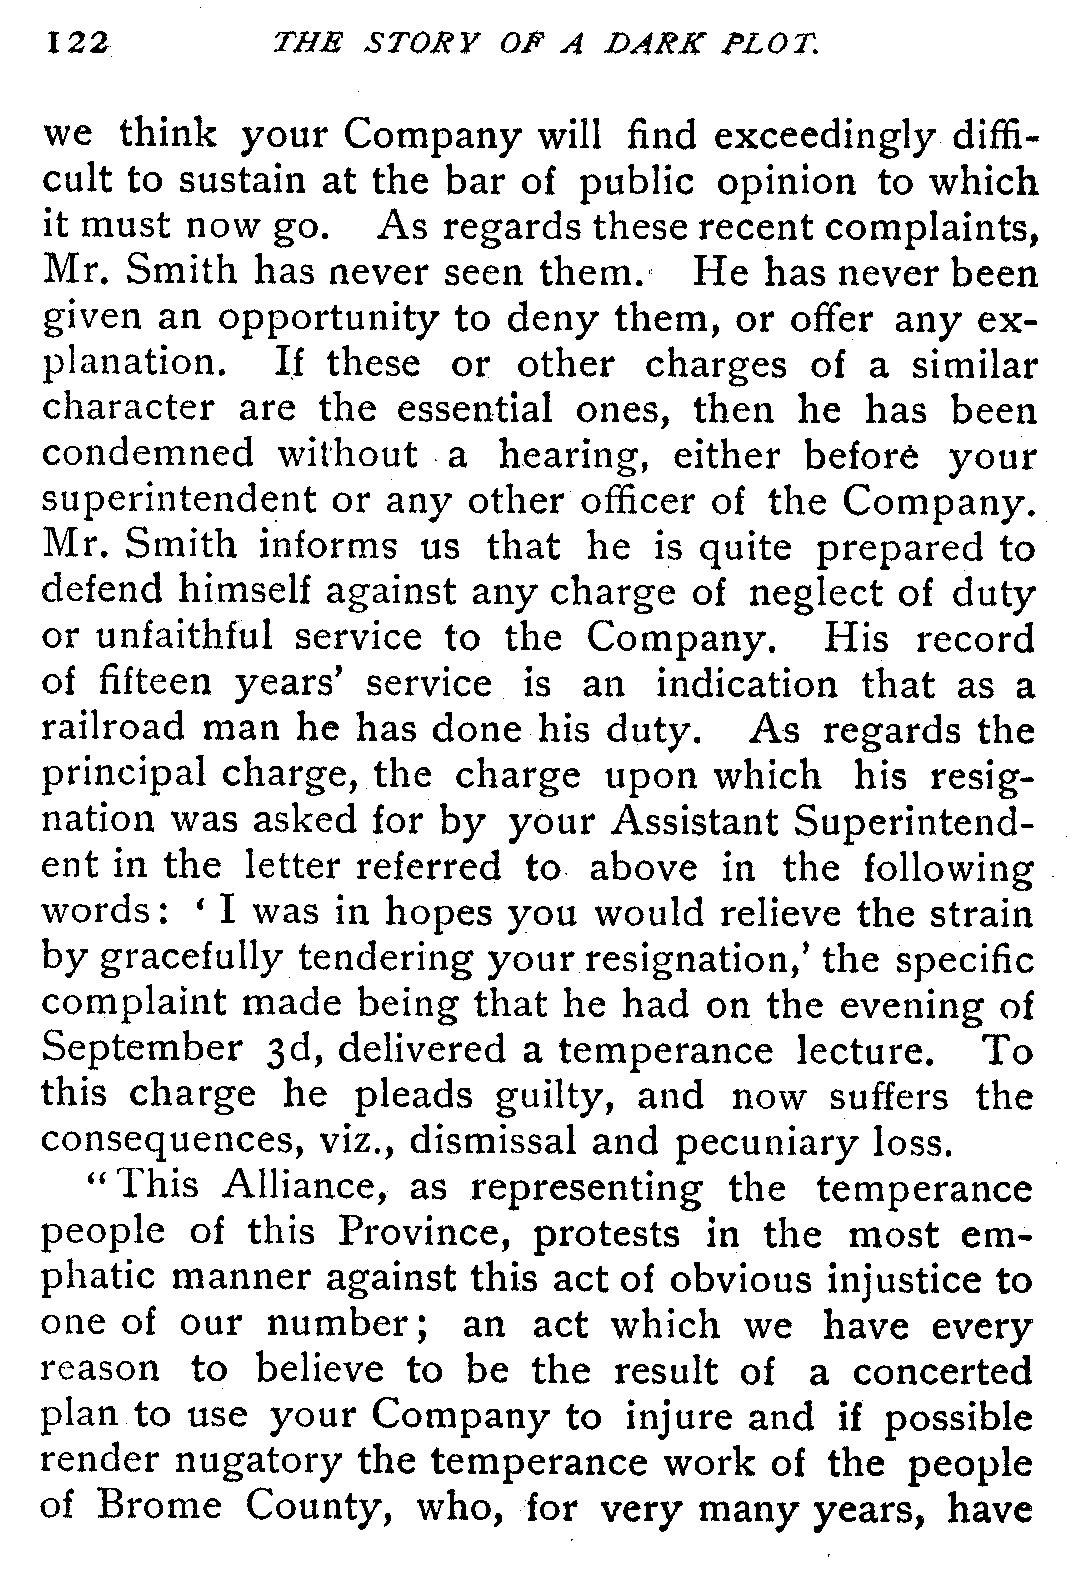 122 THE STORY OF A DARK PLOT.
we think your Company will find exceedingly diffi-
cult to sustain at the bar of public opinion to which
it must now go. As regards these recent complaints,
Mr. Smith has never seen them. He has never been
given an opportunity to deny them, or offer any ex-
planation. If these or other charges of a similar
character are the essential ones, then he has been
condemned without a hearing, either before your
superintendent or any other officer of the Company.
Mr. Smith informs us that he is quite prepared to
defend himself against any charge of neglect of duty
or unfaithful service to the Company. His record
of fifteen years' service is an indication that as a
railroad man he has done his duty. As regards the
principal charge, the charge upon which his resig-
nation was asked for by your Assistant Superintend-
ent in the letter referred to above in the following
words: ‘ I was in hopes you would relieve the strain
by gracefully tendering your resignation,’ the specific
complaint made being that he had on the evening of
September 3d, delivered a temperance lecture. To
this charge he pleads guilty, and now suffers the
consequences, viz., dismissal and pecuniary loss.
“This Alliance, as representing the temperance
people of this Province, protests in the most em-
phatic manner against this act of obvious injustice to
one of our number; an act which we have every
reason to believe to be the result of a concerted
plan to use your Company to injure and if possible
render nugatory the temperance work of the people
of Brome County, who, for very many years, have